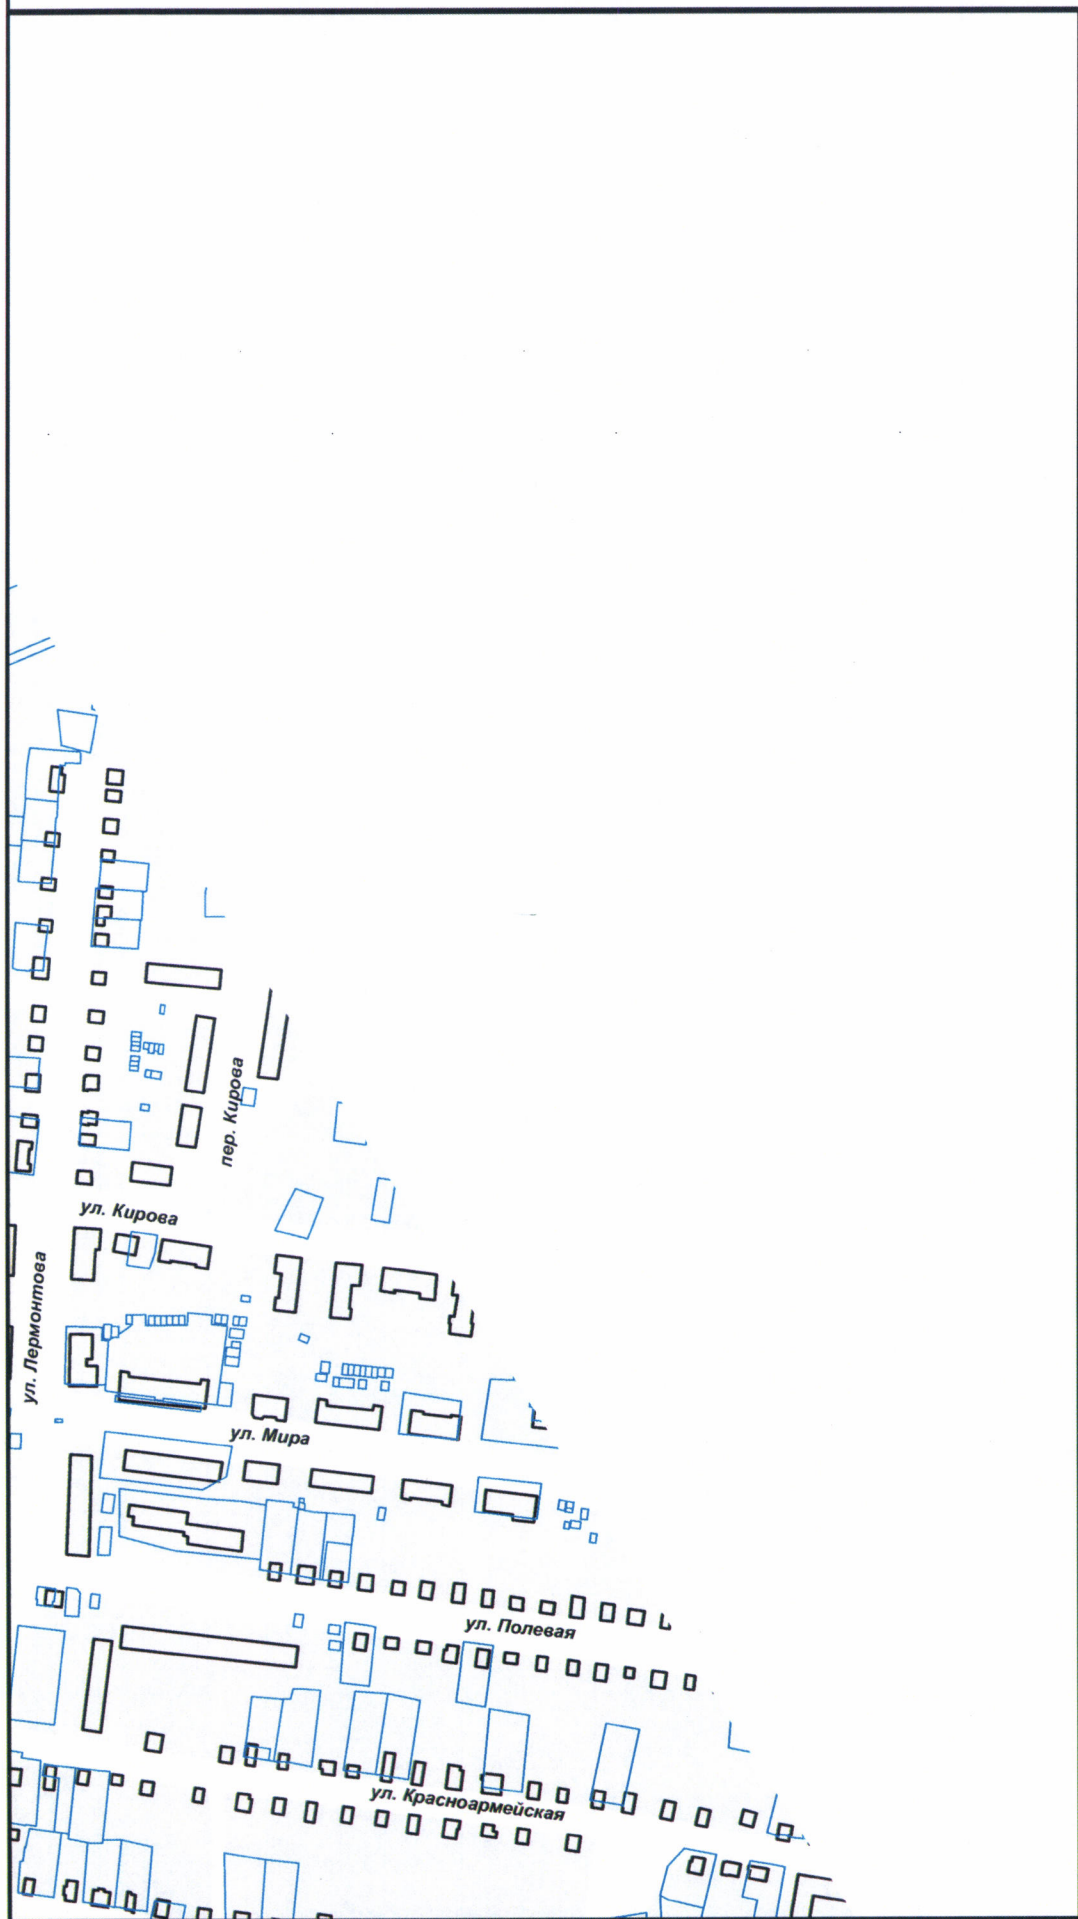 пер. Кирова
ул. Кирова
ул. Лермонтова
ул. Мира
ул. Полевая
ул. Красноармейская